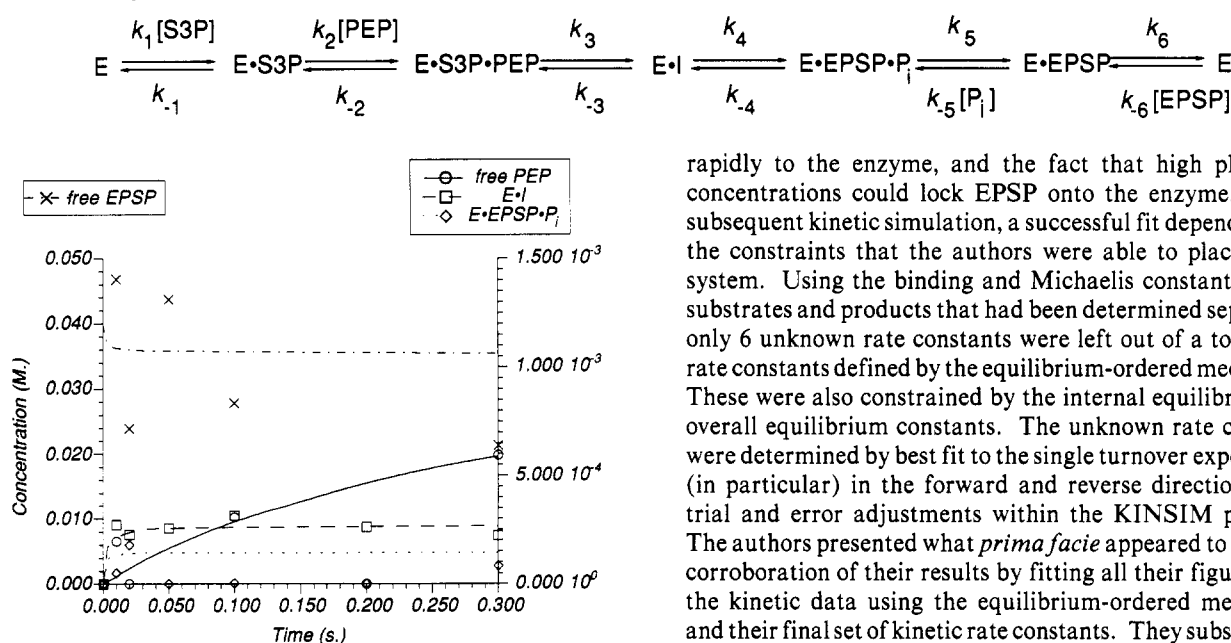 k1[S3P] k2[PEP] k3 k4 k5 k6
E E•S3P E•S3P•PEP E•I E•EPSP•Pi E•EPSP E
k-1 k-2 k-3 k-4 k-5[Pi] k-6[EPSP]
free EPSP
free PEP
E•I
E•EPSP•Pi
0.050
0.040
0.030
0.020
0.010
0.000
Concentration (M.)
1.500 10^-3
1.000 10^-3
5.000 10^-4
0.000 10^0
0.000 0.050 0.100 0.150 0.200 0.250 0.300
Time (s.)
rapidly to the enzyme, and the fact that high ph
concentrations could lock EPSP onto the enzyme
subsequent kinetic simulation, a successful fit depend
the constraints that the authors were able to place
system. Using the binding and Michaelis constant
substrates and products that had been determined sep
only 6 unknown rate constants were left out of a to
rate constants defined by the equilibrium-ordered mec
These were also constrained by the internal equilibr
overall equilibrium constants. The unknown rate c
were determined by best fit to the single turnover exp
(in particular) in the forward and reverse direction
trial and error adjustments within the KINSIM p
The authors presented what prima facie appeared to
corroboration of their results by fitting all their figu
the kinetic data using the equilibrium-ordered me
and their final set of kinetic rate constants. They subs